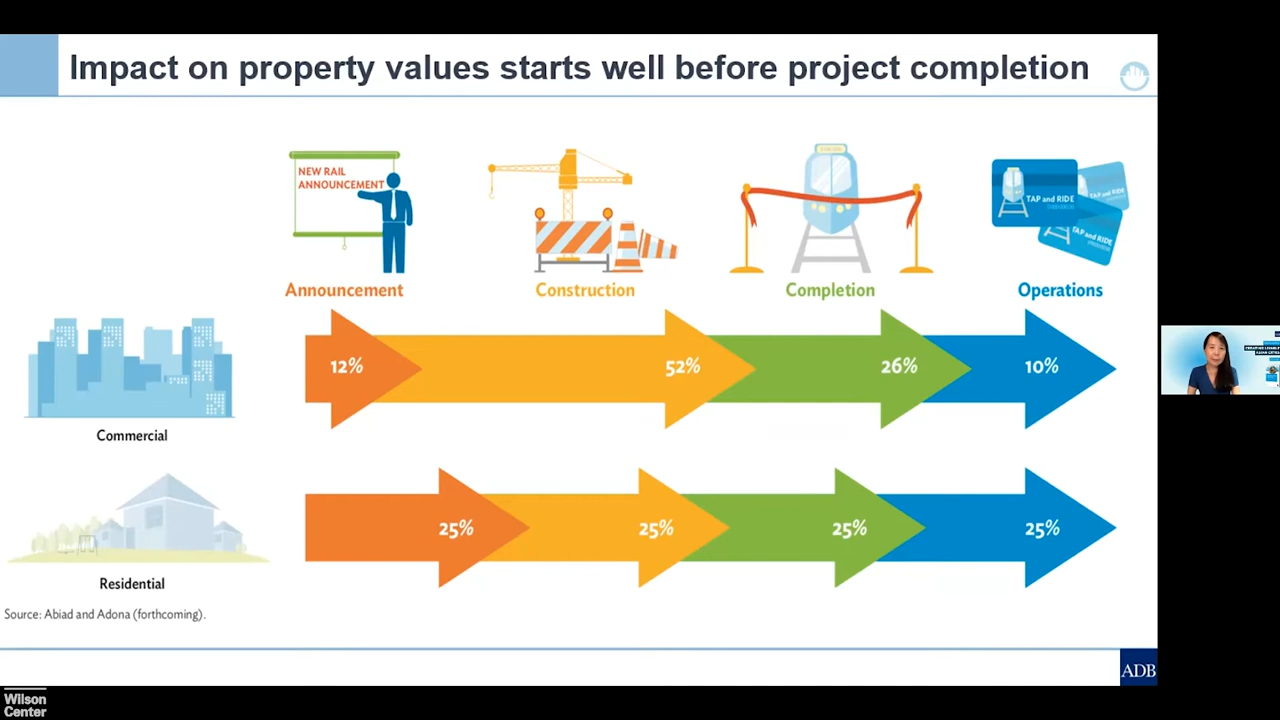 Impact on property values starts well before project completion
NEW RAIL
ANNOUNCEMENT
TAP and RIDE
TAP and RIDE
TAP and RIDE
Announcement
Construction
Completion
Operations
12%
52%
26%
10%
Commercial
25%
25%
25%
25%
Residential
Source: Abiad and Adona (forthcoming).
ADB
Wilson
Center